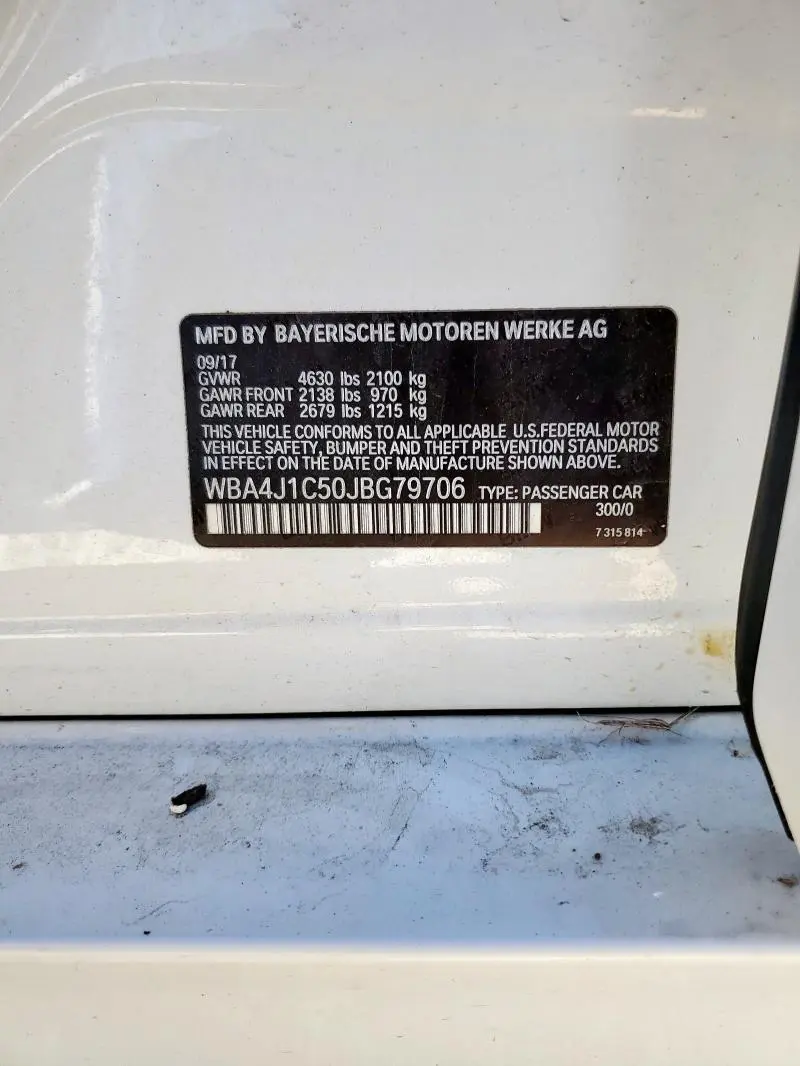 MFD BY BAYERISCHE MOTOREN WERKE AG
09/17
GVWR 4630 lbs 2100 kg
GAWR FRONT 2138 lbs 970 kg
GAWR REAR 2679 lbs 1215 kg
THIS VEHICLE CONFORMS TO ALL APPLICABLE U.S.FEDERAL MOTOR
VEHICLE SAFETY, BUMPER AND THEFT PREVENTION STANDARDS
IN EFFECT ON THE DATE OF MANUFACTURE SHOWN ABOVE.
WBA4J1C50JBG79706 TYPE: PASSENGER CAR
300/0
7 315 814